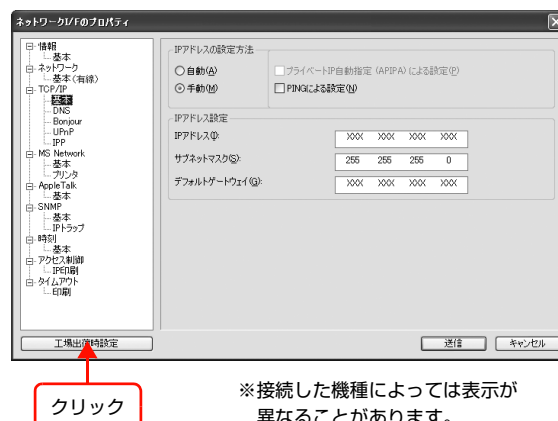 ネットワークI/Fのプロパティ
情報
基本
ネットワーク
基本(有線)
TCP/IP
基本
DNS
Bonjour
UPnP
IPP
MS Network
基本
プリンタ
AppleTalk
基本
SNMP
基本
IPトラップ
時刻
基本
アクセス制御
IPE印刷
タイムアウト
印刷
IPアドレスの設定方法
自動(A)
プライベートIP自動指定 (APIPA) による設定(P)
手動(M)
PINGによる設定(N)
IPアドレス設定
IPアドレス(I): XXX XXX XXX XXX
サブネットマスク(S): 255 255 255 0
デフォルトゲートウェイ(G): XXX XXX XXX XXX
工場出荷時設定
送信
キャンセル
クリック
※接続した機種によっては表示が
異なることがあります。